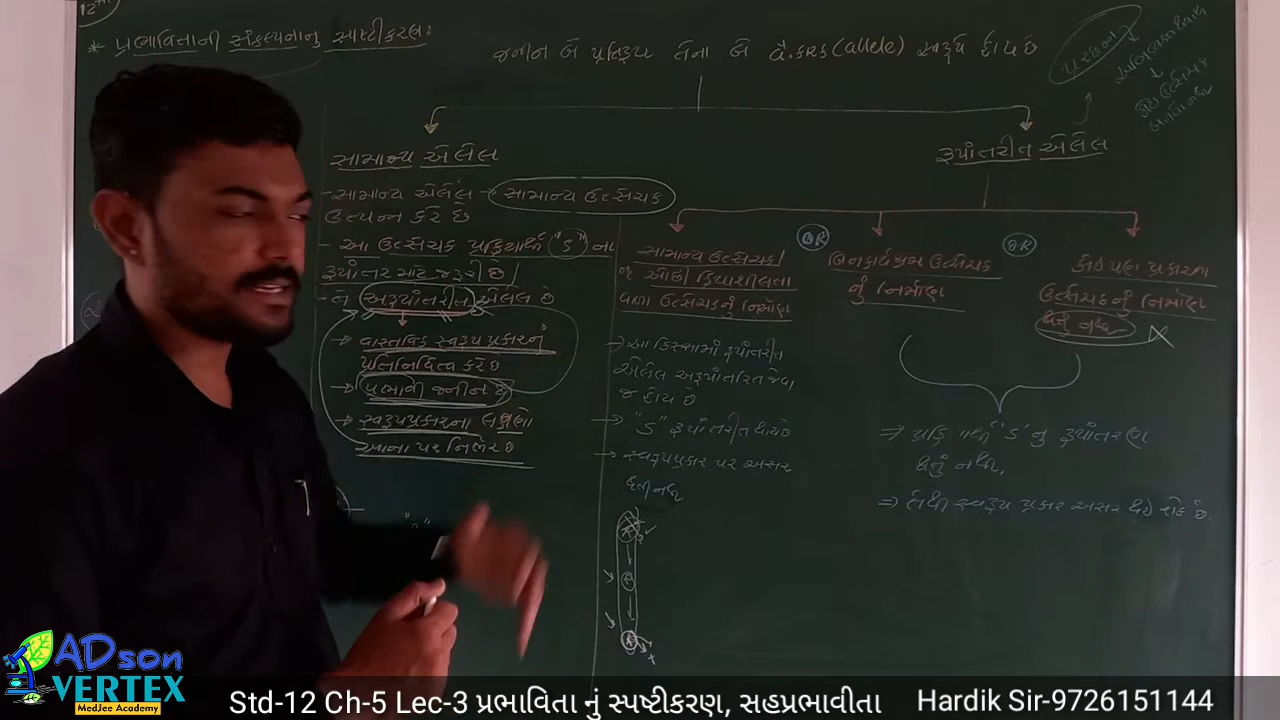 12th
* પ્રભાવિતાની સંકલ્પનાનું સ્પષ્ટીકરણ:
જનીન બે પ્રતિરૂપ તેના બે વૈ.કારક (allele) સ્વરૂપે હોય છે
સામાન્ય એલેલ
- સામાન્ય એલેલ → સામાન્ય ઉત્સેચક
ઉત્પન્ન કરે છે
- આ ઉત્સેચક પ્રક્રિયાર્થી "S" ના
રૂપાંતર માટે જરૂરી છે
- તે અરૂપાંતરીત એલેલ છે
→ વાસ્તવિક સ્વરૂપ પ્રકારનું
પ્રતિનિધિત્વ કરે છે
→ પ્રભાવી જનીન છે
→ સ્વરૂપપ્રકારના લક્ષણો
આના પર નિર્ભર છે
રૂપાંતરીત એલેલ
સામાન્ય ઉત્સેચક/
ઓછી ક્રિયાશીલતા
વાળા ઉત્સેચકનું નિર્માણ
→ આ કિસ્સામાં રૂપાંતરીત
એલેલ અરૂપાંતરિત જેવા
જ હોય છે
→ "S" રૂપાંતરીત થાય છે
→ સ્વરૂપપ્રકાર પર અસર
થતી નથી
OR
બિનકાર્યક્ષમ ઉત્સેચક
નું નિર્માણ
OR
કોઈ પણ પ્રકારના
ઉત્સેચકનું નિર્માણ
થતું નથી
⇒ પ્રક્રિયાર્થી 'S' નું રૂપાંતરણ
થતું નથી.
⇒ તેથી સ્વરૂપ પ્રકાર અસર થઈ શકે છે.
ADson
VERTEX
MedJee Academy
Std-12 Ch-5 Lec-3 પ્રભાવિતા નું સ્પષ્ટીકરણ, સહપ્રભાવીતા Hardik Sir-9726151144